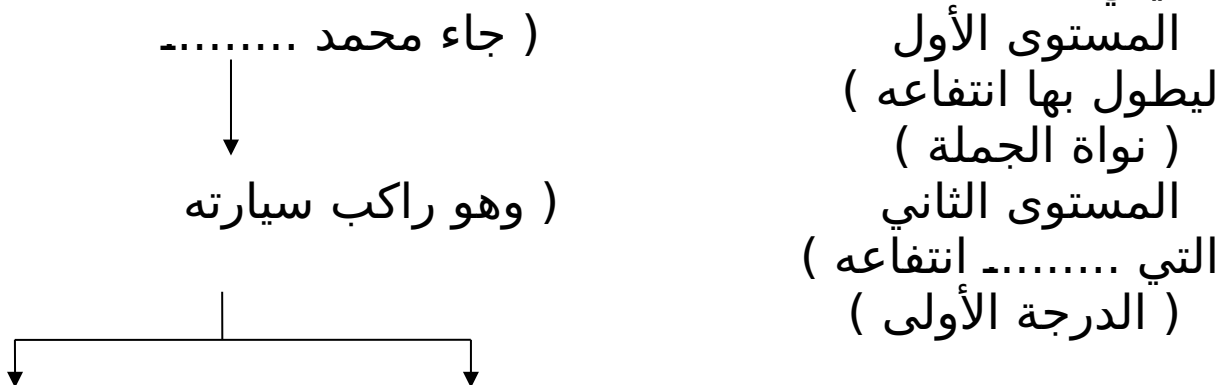 المستوى الأول ( جاء محمد .........
ليطول بها انتفاعه )
( نواة الجملة )
المستوى الثاني ( وهو راكب سيارته
التي ......... انتفاعه )
( الدرجة الأولى )